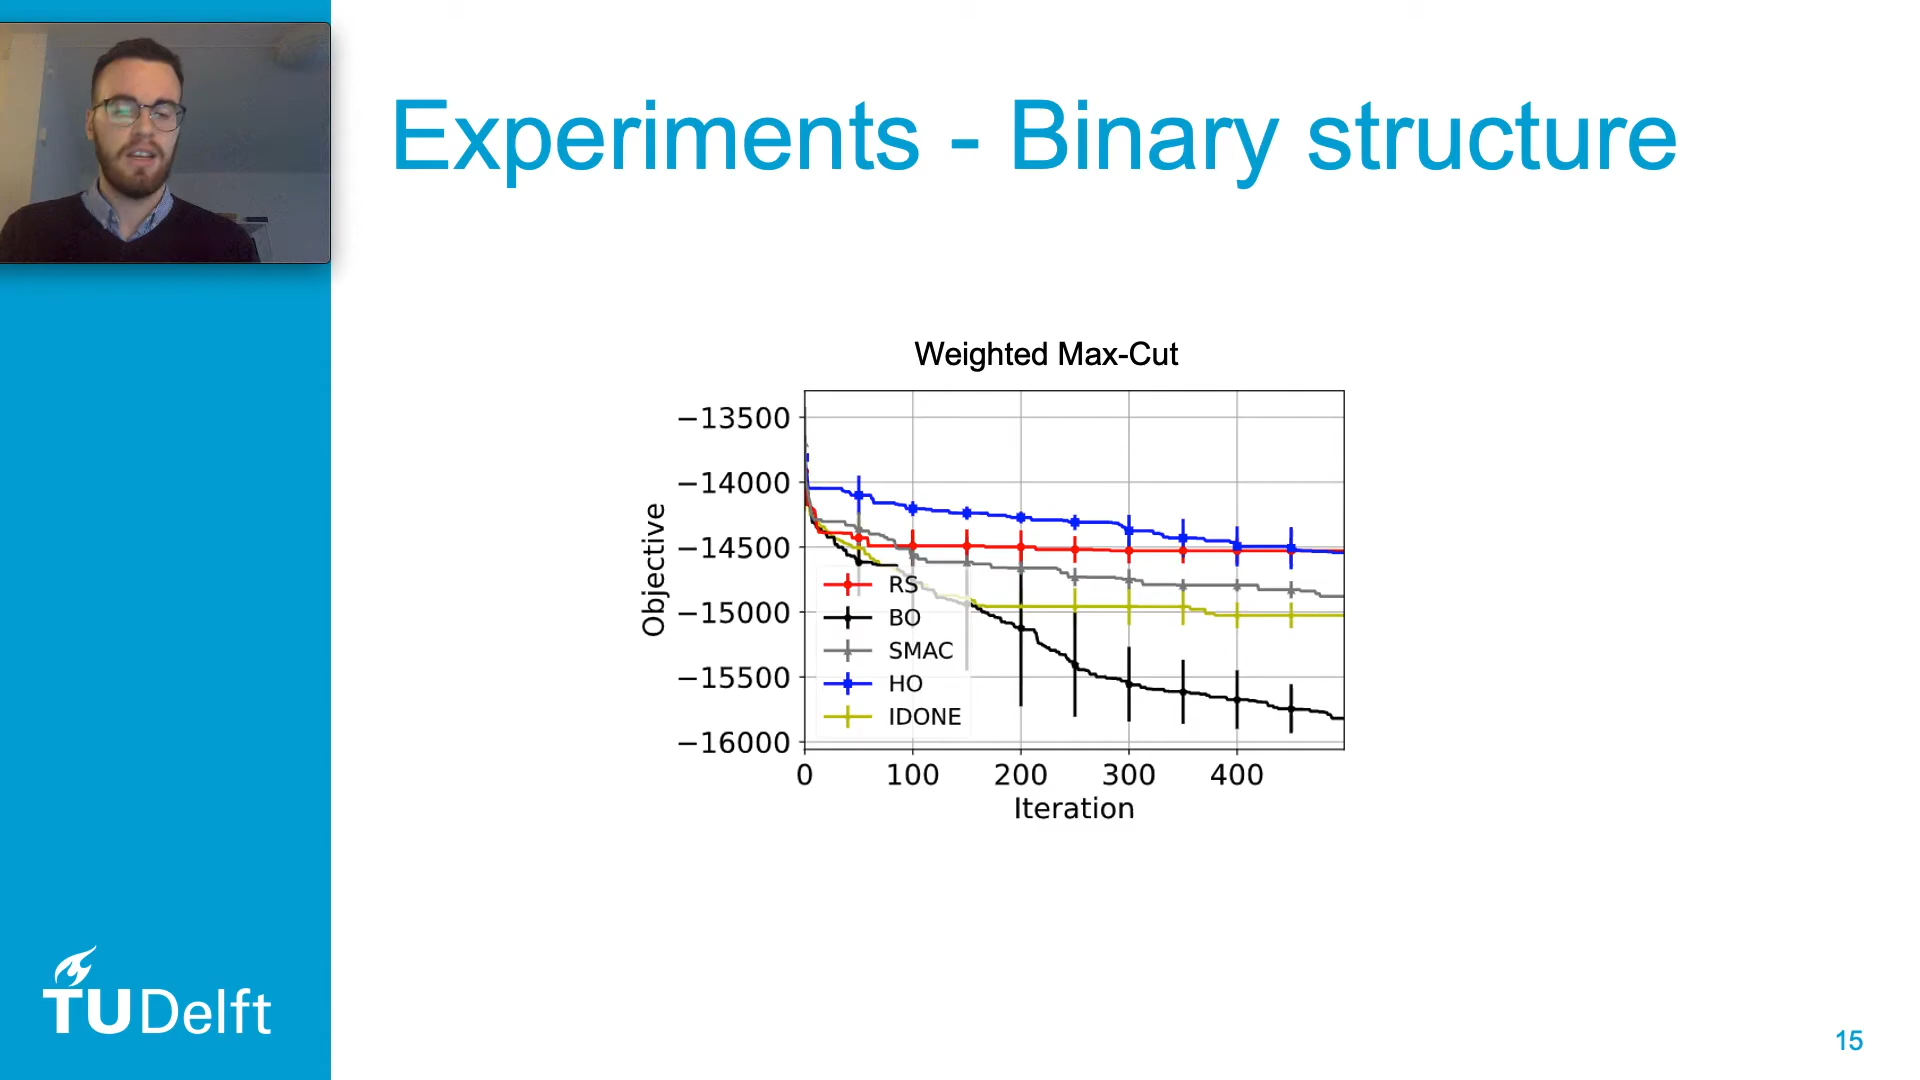 Experiments - Binary structure
Weighted Max-Cut
−13500
−14000
−14500
−15000
−15500
−16000
Objective
RS
BO
SMAC
HO
IDONE
0 100 200 300 400
Iteration
TUDelft
15